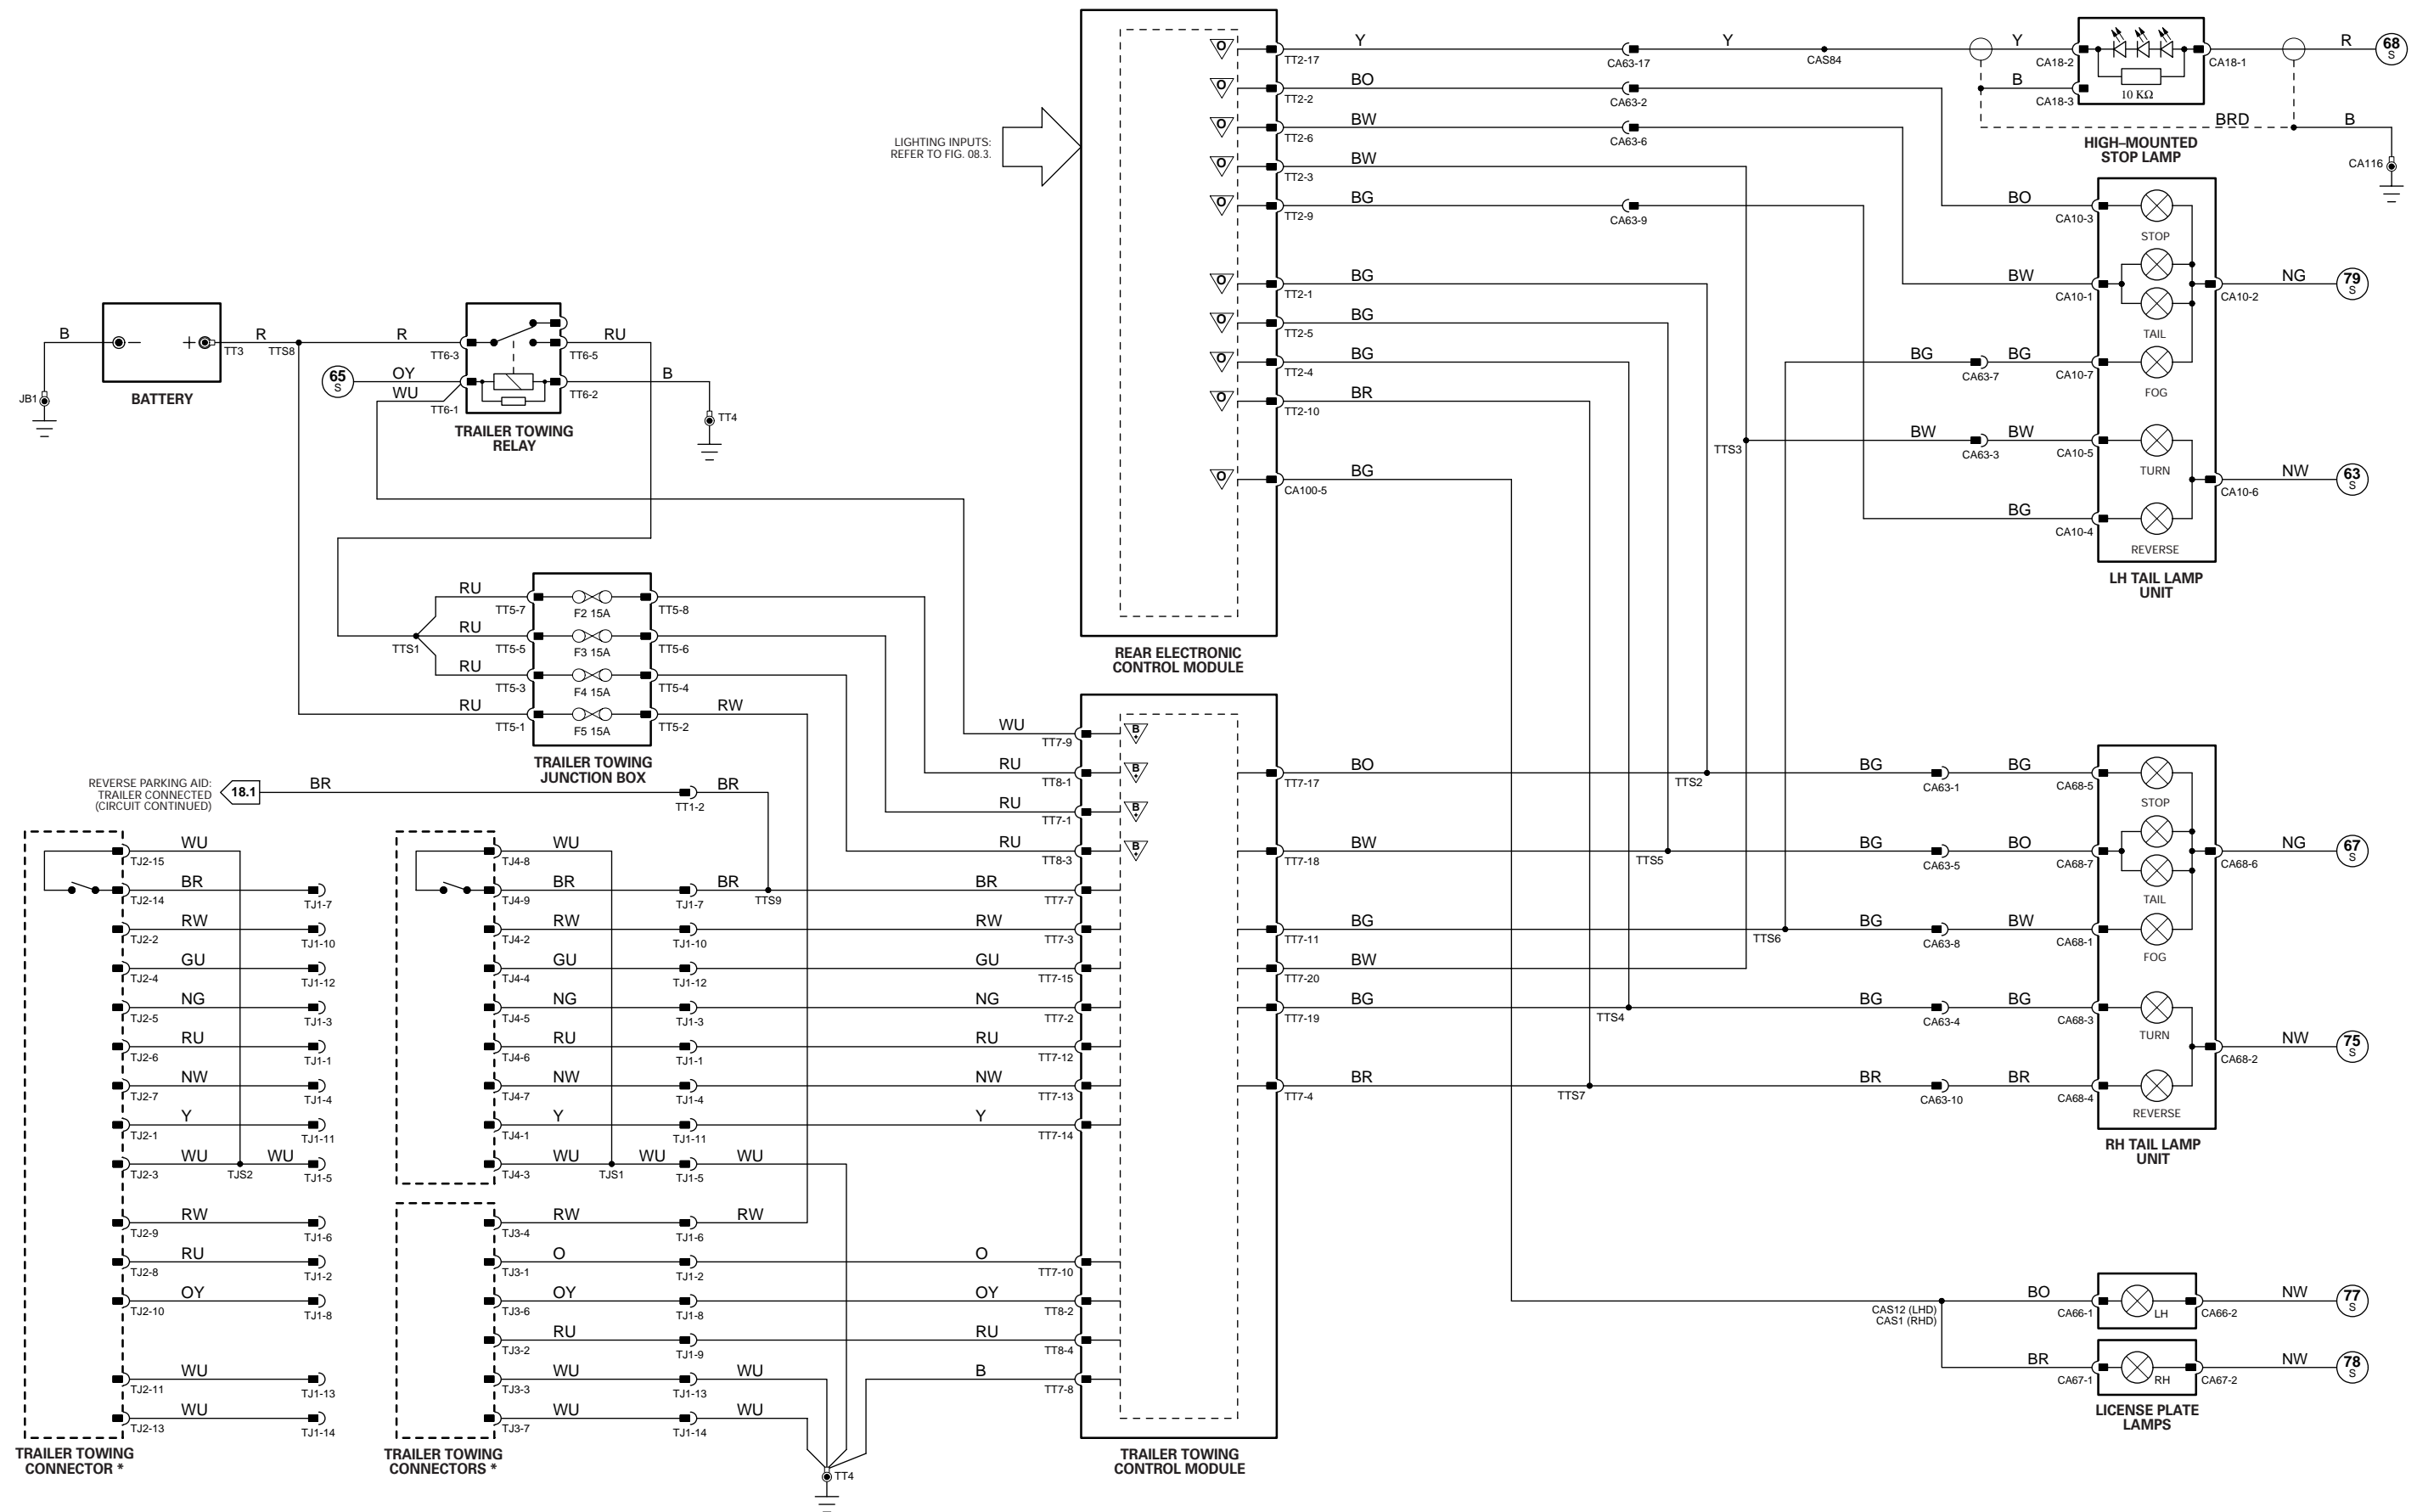 Y
Y
Y
R
68
S
O
TT2-17
CA63-17
CAS84
CA18-2
CA18-1
BO
B
O
TT2-2
CA63-2
CA18-3
10 KΩ
BW
BRD
B
O
TT2-6
CA63-6
HIGH–MOUNTED
STOP LAMP
CA116
LIGHTING INPUTS:
REFER TO FIG. 08.3.
BW
O
TT2-3
BG
O
TT2-9
CA63-9
BO
CA10-3
STOP
BG
O
TT2-1
BW
CA10-1
CA10-2
NG
79
S
BG
O
TT2-5
TAIL
BG
O
TT2-4
BG
CA63-7
BG
CA10-7
FOG
BR
O
TT2-10
TTS3
BW
CA63-3
BW
CA10-5
TURN
BG
O
CA100-5
CA10-6
NW
63
S
BG
CA10-4
REVERSE
LH TAIL LAMP
UNIT
B
JB1
BATTERY
TT3
R
TTS8
R
TT6-3
TT6-5
RU
65
S
OY
WU
TT6-1
TT6-2
B
TT4
TRAILER TOWING
RELAY
RU
TT5-7
F2 15A
TT5-8
TTS1
RU
TT5-5
F3 15A
TT5-6
RU
TT5-3
F4 15A
TT5-4
RU
TT5-1
F5 15A
TT5-2
RW
TRAILER TOWING
JUNCTION BOX
REAR ELECTRONIC
CONTROL MODULE
REVERSE PARKING AID:
TRAILER CONNECTED
(CIRCUIT CONTINUED)
18.1
BR
TT1-2
BR
WU
TT7-9
B
+
RU
TT8-1
B
+
RU
TT7-1
B
+
RU
TT8-3
B
+
TJ2-15
WU
TJ2-14
BR
TJ1-7
TJ2-2
RW
TJ1-10
TJ2-4
GU
TJ1-12
TJ2-5
NG
TJ1-3
TJ2-6
RU
TJ1-1
TJ2-7
NW
TJ1-4
TJ2-1
Y
TJ1-11
TJ2-3
WU
TJS2
WU
TJ1-5
TJ2-9
RW
TJ1-6
TJ2-8
RU
TJ1-2
TJ2-10
OY
TJ1-8
TJ2-11
WU
TJ1-13
TJ2-13
WU
TJ1-14
TRAILER TOWING
CONNECTOR *
TJ4-8
WU
TJ4-9
BR
TJ1-7
BR
TTS9
BR
TT7-7
TJ4-2
RW
TJ1-10
RW
TT7-3
TJ4-4
GU
TJ1-12
GU
TT7-15
TJ4-5
NG
TJ1-3
NG
TT7-2
TJ4-6
RU
TJ1-1
RU
TT7-12
TJ4-7
NW
TJ1-4
NW
TT7-13
TJ4-1
Y
TJ1-11
Y
TT7-14
TJ4-3
WU
TJS1
WU
TJ1-5
WU
TJ3-4
RW
TJ1-6
RW
TJ3-1
O
TJ1-2
O
TT7-10
TJ3-6
OY
TJ1-8
OY
TT8-2
TJ3-2
RU
TJ1-9
RU
TT8-4
TJ3-3
WU
TJ1-13
WU
B
TT7-8
TJ3-7
WU
TJ1-14
WU
TT4
TRAILER TOWING
CONNECTORS *
TRAILER TOWING
CONTROL MODULE
TT7-17
BO
TTS2
BG
CA63-1
BG
CA68-5
STOP
TT7-18
BW
TTS5
BG
CA63-5
BO
CA68-7
CA68-6
NG
67
S
TAIL
TT7-11
BG
TTS6
BG
CA63-8
BW
CA68-1
FOG
TT7-20
BW
TT7-19
BG
TTS4
BG
CA63-4
BG
CA68-3
TURN
CA68-2
NW
75
S
TT7-4
BR
TTS7
BR
CA63-10
BR
CA68-4
REVERSE
RH TAIL LAMP
UNIT
CAS12 (LHD)
CAS1 (RHD)
BO
CA66-1
LH
CA66-2
NW
77
S
BR
CA67-1
RH
CA67-2
NW
78
S
LICENSE PLATE
LAMPS